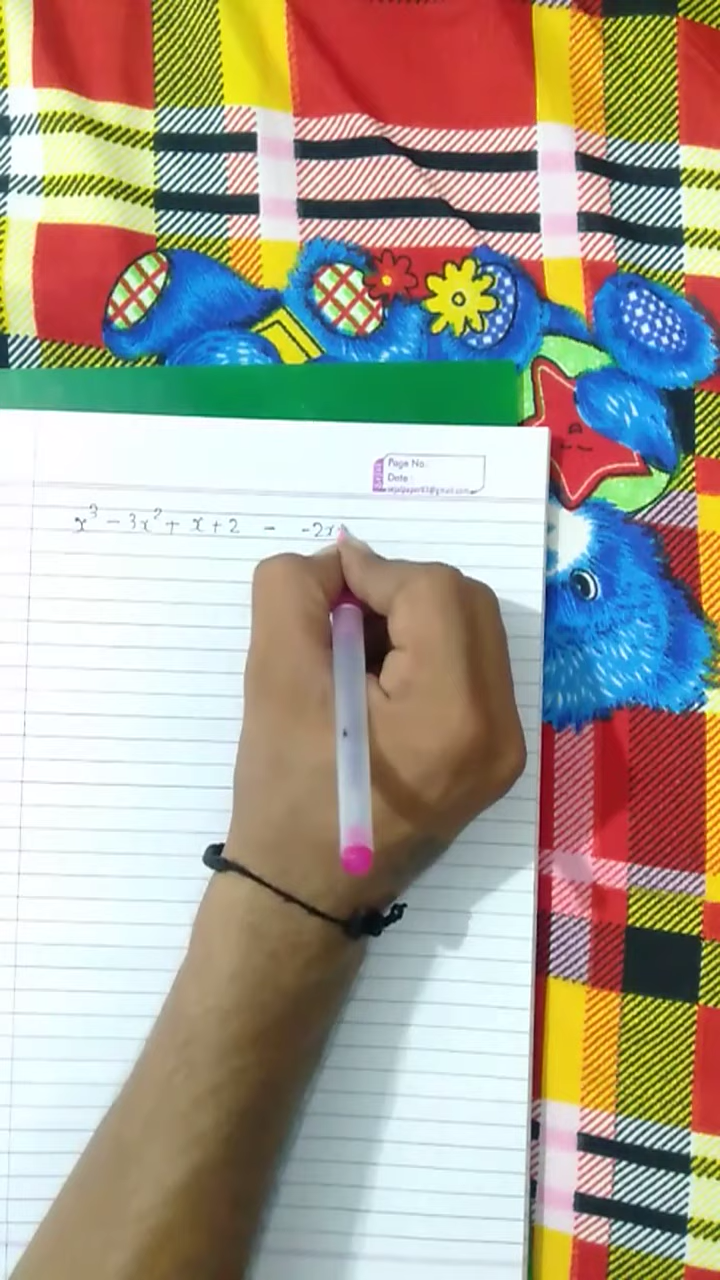 Page No.:
Date :
x³ - 3x² + x + 2 - -2x